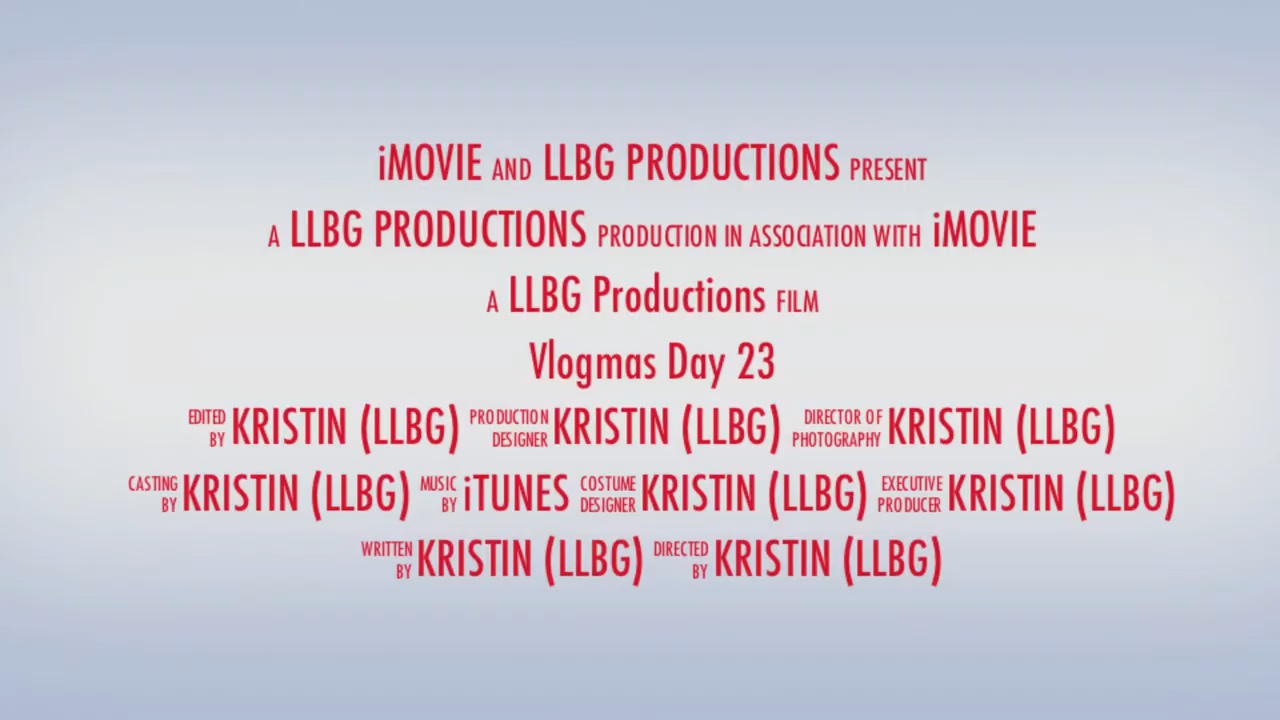 iMOVIE AND LLBG PRODUCTIONS PRESENT
A LLBG PRODUCTIONS PRODUCTION IN ASSOCIATION WITH iMOVIE
A LLBG Productions FILM
Vlogmas Day 23
EDITED BY KRISTIN (LLBG) PRODUCTION DESIGNER KRISTIN (LLBG) DIRECTOR OF PHOTOGRAPHY KRISTIN (LLBG)
CASTING BY KRISTIN (LLBG) MUSIC BY iTUNES COSTUME DESIGNER KRISTIN (LLBG) EXECUTIVE PRODUCER KRISTIN (LLBG)
WRITTEN BY KRISTIN (LLBG) DIRECTED BY KRISTIN (LLBG)